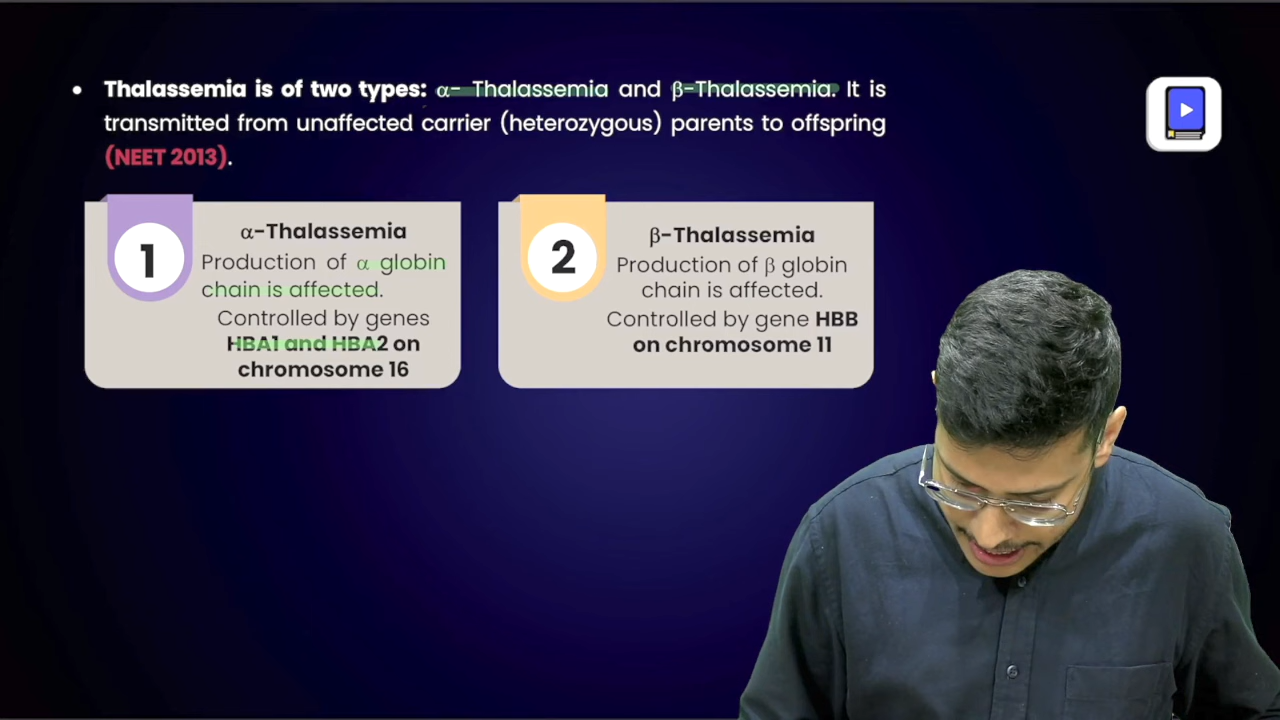 • Thalassemia is of two types: α- Thalassemia and β-Thalassemia. It is
transmitted from unaffected carrier (heterozygous) parents to offspring
(NEET 2013).
1
α-Thalassemia
Production of α globin
chain is affected.
Controlled by genes
HBA1 and HBA2 on
chromosome 16
2
β-Thalassemia
Production of β globin
chain is affected.
Controlled by gene HBB
on chromosome 11